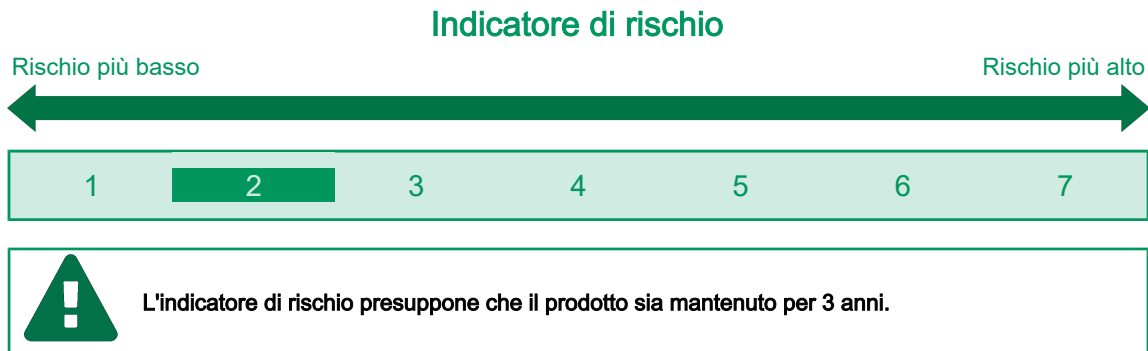 Indicatore di rischio
Rischio più basso Rischio più alto
1 2 3 4 5 6 7
L'indicatore di rischio presuppone che il prodotto sia mantenuto per 3 anni.